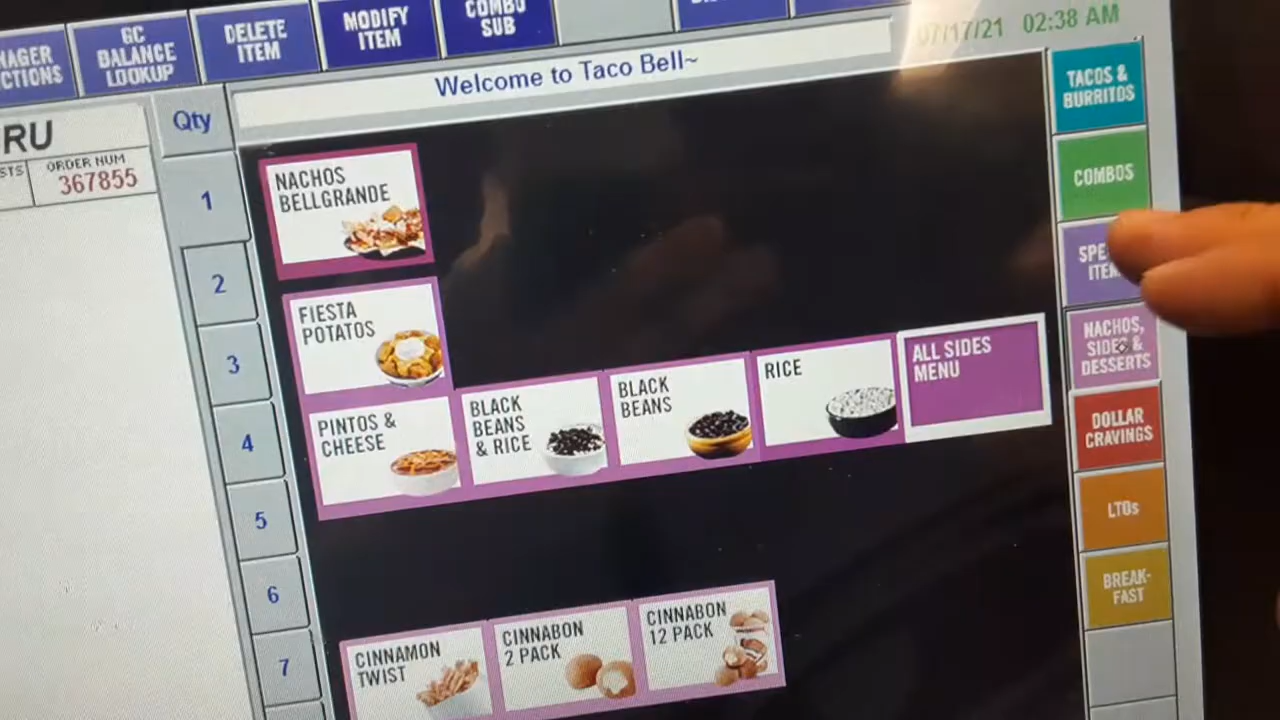 GC
BALANCE
LOOKUP
DELETE
ITEM
MODIFY
ITEM
COMBO
SUB
07/17/21 02:38 AM
Welcome to Taco Bell~
RU
Qty
ORDER NUM
367855
1
2
3
4
5
6
7
NACHOS
BELLGRANDE
FIESTA
POTATOS
PINTOS &
CHEESE
BLACK
BEANS
& RICE
BLACK
BEANS
RICE
ALL SIDES
MENU
CINNAMON
TWIST
CINNABON
2 PACK
CINNABON
12 PACK
TACOS &
BURRITOS
COMBOS
NACHOS,
SIDES &
DESSERTS
DOLLAR
CRAVINGS
LTOs
BREAK-
FAST